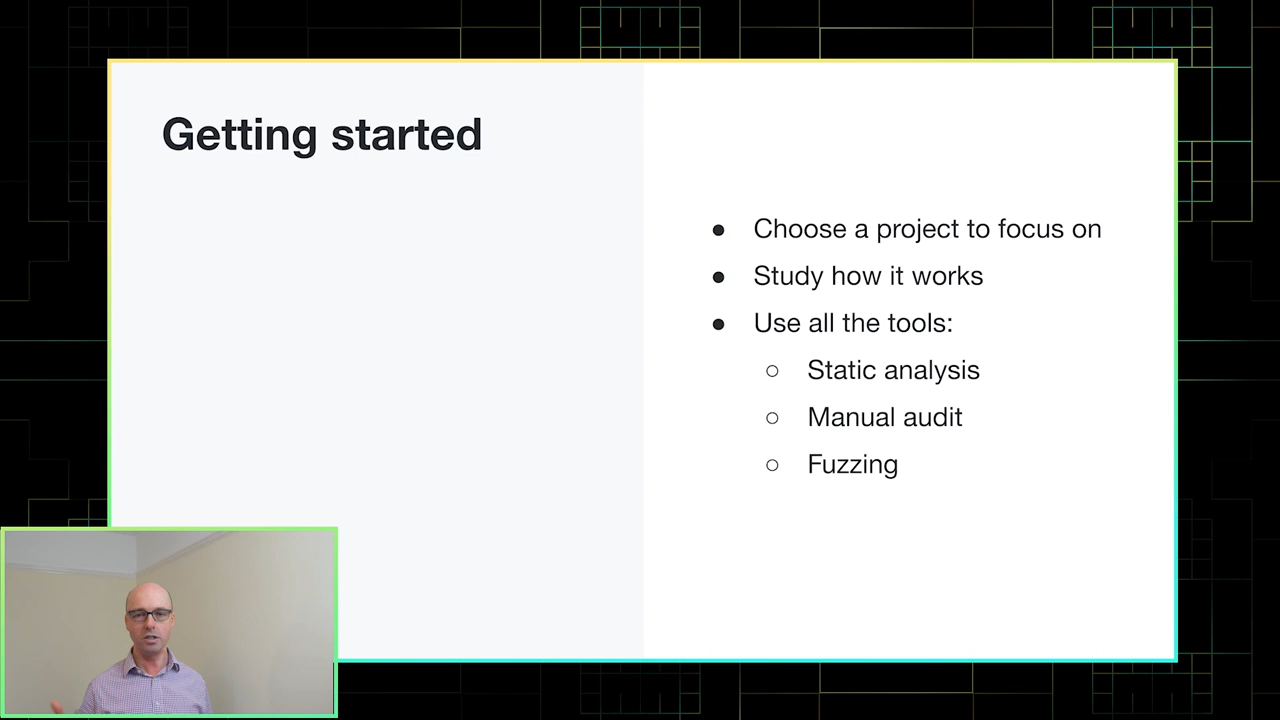 Getting started
● Choose a project to focus on
● Study how it works
● Use all the tools:
○ Static analysis
○ Manual audit
○ Fuzzing